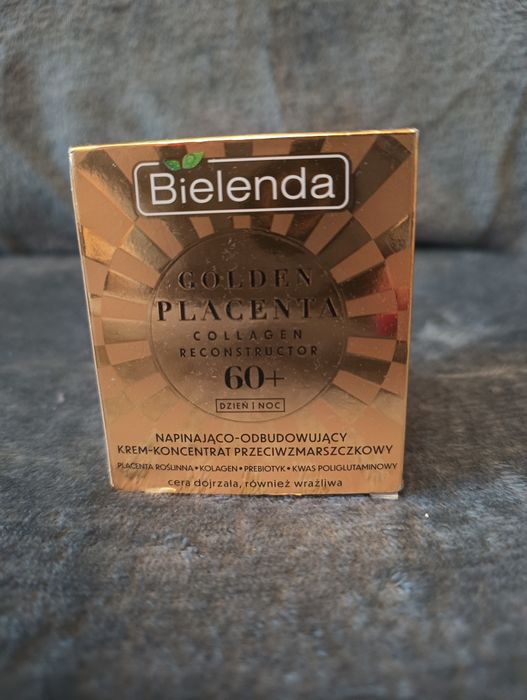 Bielenda
GOLDEN
PLACENTA
COLLAGEN
RECONSTRUCTOR
60+
DZIEŃ | NOC
NAPINAJĄCO-ODBUDOWUJĄCY
KREM-KONCENTRAT PRZECIWZMARSZCZKOWY
PLACENTA ROŚLINNA • KOLAGEN • PREBIOTYK • KWAS POLIGLUTAMINOWY
cera dojrzała, również wrażliwa